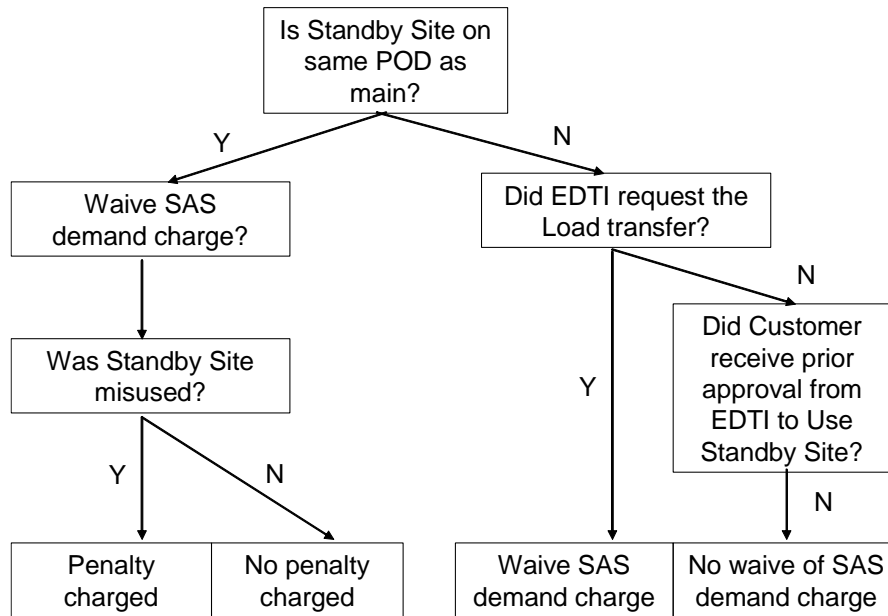 Is Standby Site on
same POD as
main?
Y
N
Waive SAS
demand charge?
Did EDTI request the
Load transfer?
N
Did Customer
receive prior
approval from
EDTI to Use
Standby Site?
Was Standby Site
misused?
Y
Y
N
N
Penalty
charged
No penalty
charged
Waive SAS
demand charge
No waive of SAS
demand charge